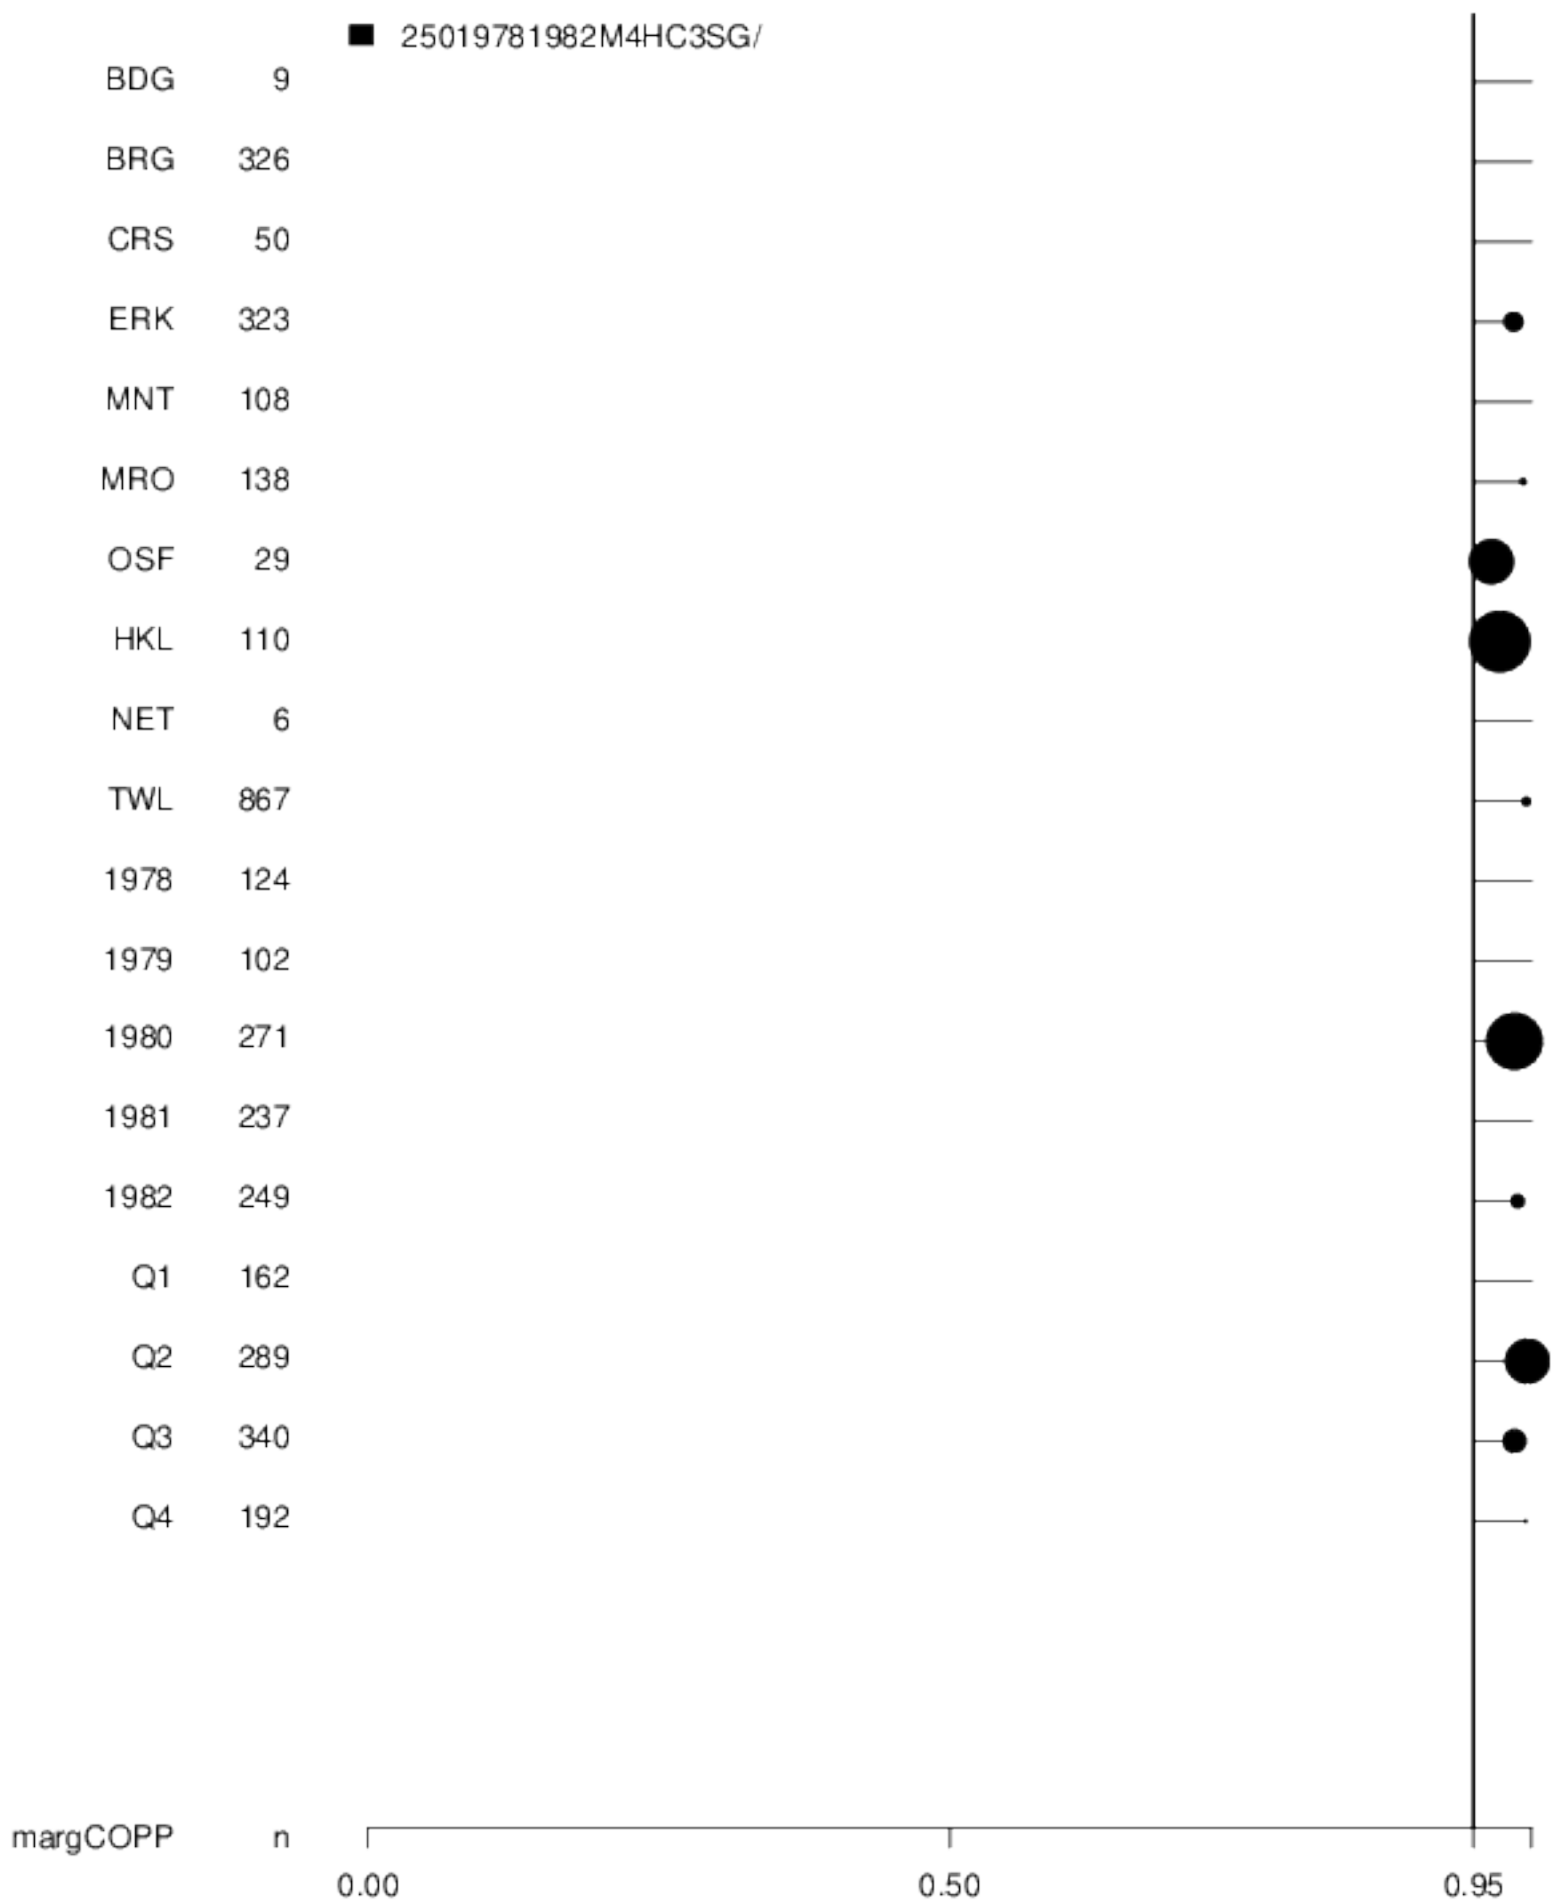 25019781982M4HC3SG/
BDG 9
BRG 326
CRS 50
ERK 323
MNT 108
MRO 138
OSF 29
HKL 110
NET 6
TWL 867
1978 124
1979 102
1980 271
1981 237
1982 249
Q1 162
Q2 289
Q3 340
Q4 192
margCOPP n
0.00 0.50 0.95